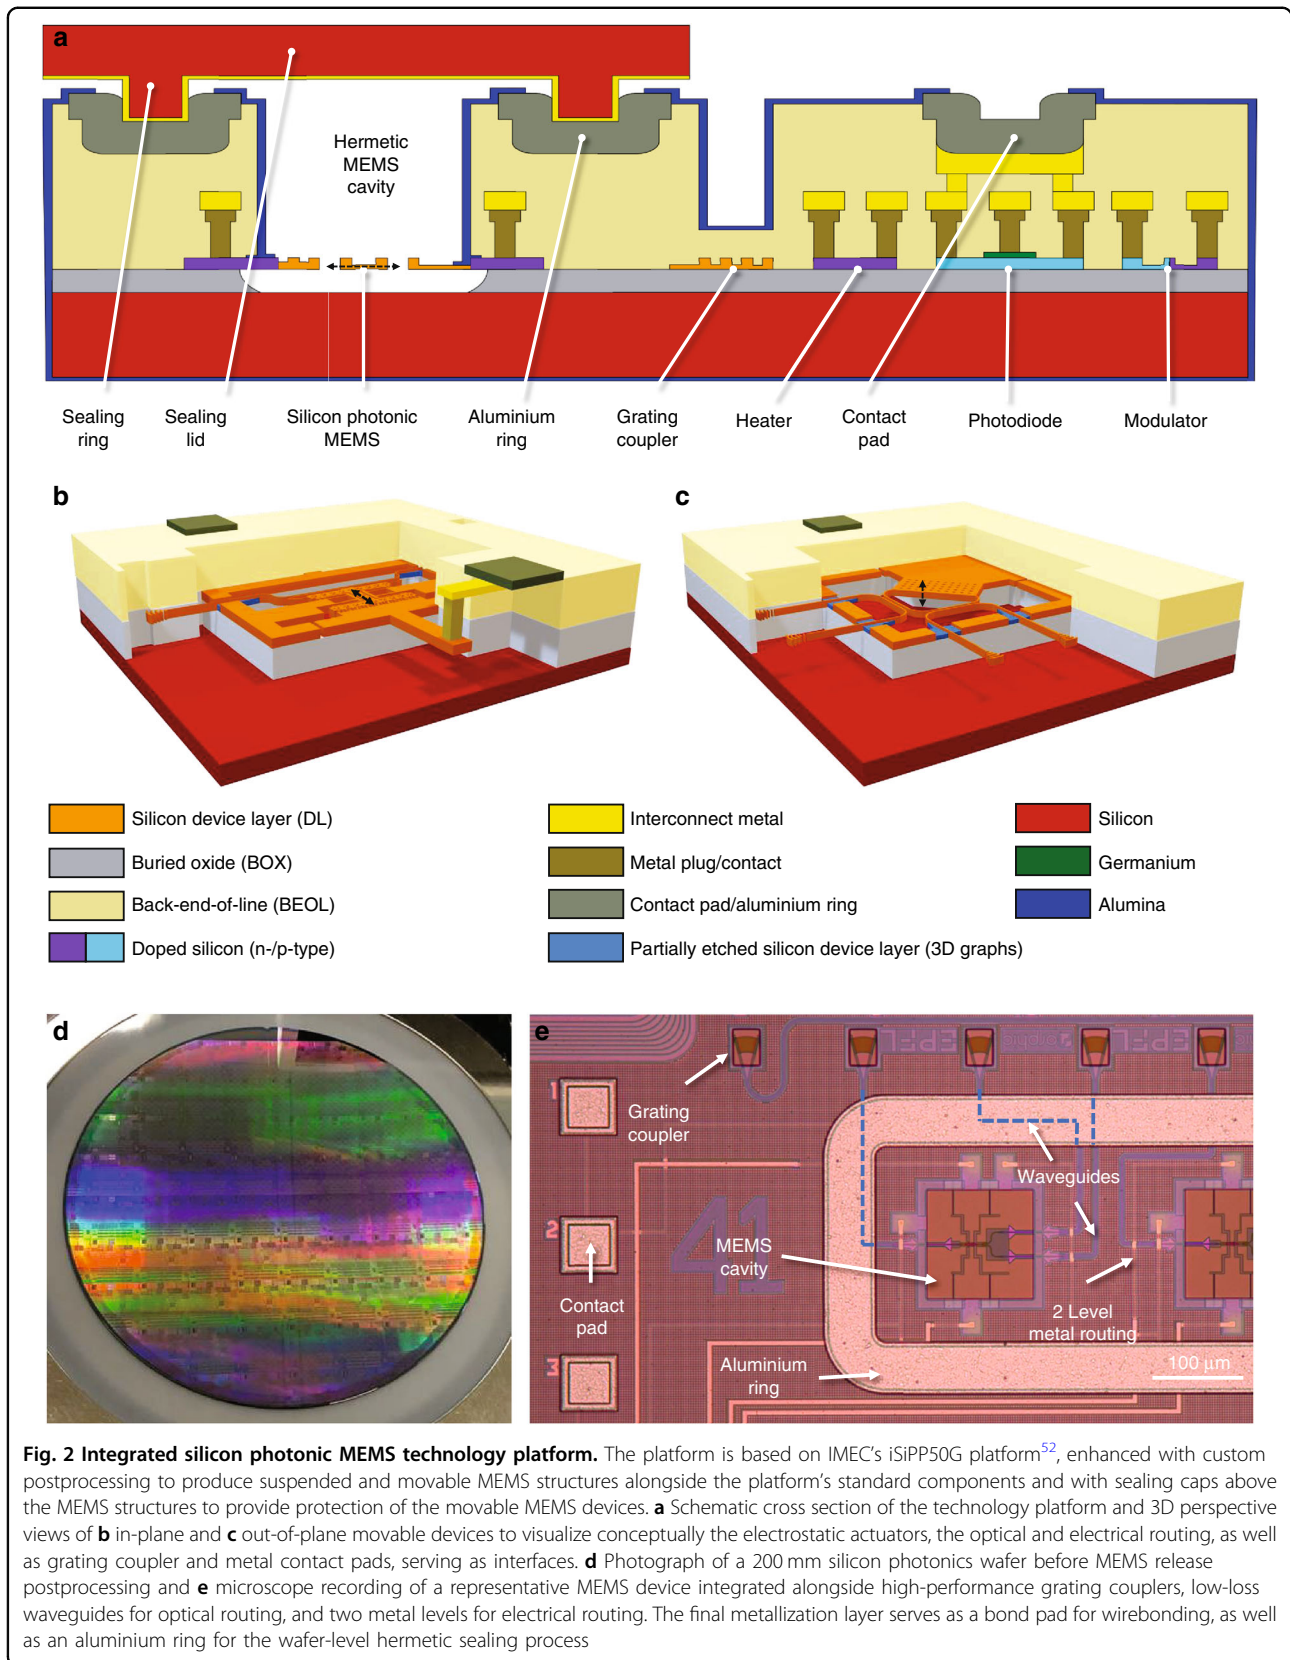 a
Hermetic
MEMS
cavity
Sealing
ring
Sealing
lid
Silicon photonic
MEMS
Aluminium
ring
Grating
coupler
Heater
Contact
pad
Photodiode
Modulator
b
c
Silicon device layer (DL)
Interconnect metal
Silicon
Buried oxide (BOX)
Metal plug/contact
Germanium
Back-end-of-line (BEOL)
Contact pad/aluminium ring
Alumina
Doped silicon (n-/p-type)
Partially etched silicon device layer (3D graphs)
d
e
EPFL
EPFL
1
Grating
coupler
Waveguides
2
41
MEMS
cavity
Contact
pad
2 Level
metal routing
3
Aluminium
ring
100 µm
Fig. 2 Integrated silicon photonic MEMS technology platform. The platform is based on IMEC's iSiPP50G platform52, enhanced with custom
postprocessing to produce suspended and movable MEMS structures alongside the platform's standard components and with sealing caps above
the MEMS structures to provide protection of the movable MEMS devices. a Schematic cross section of the technology platform and 3D perspective
views of b in-plane and c out-of-plane movable devices to visualize conceptually the electrostatic actuators, the optical and electrical routing, as well
as grating coupler and metal contact pads, serving as interfaces. d Photograph of a 200 mm silicon photonics wafer before MEMS release
postprocessing and e microscope recording of a representative MEMS device integrated alongside high-performance grating couplers, low-loss
waveguides for optical routing, and two metal levels for electrical routing. The final metallization layer serves as a bond pad for wirebonding, as well
as an aluminium ring for the wafer-level hermetic sealing process